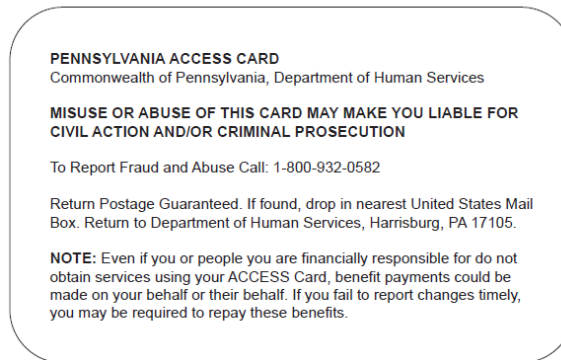 PENNSYLVANIA ACCESS CARD
Commonwealth of Pennsylvania, Department of Human Services
MISUSE OR ABUSE OF THIS CARD MAY MAKE YOU LIABLE FOR
CIVIL ACTION AND/OR CRIMINAL PROSECUTION
To Report Fraud and Abuse Call: 1-800-932-0582
Return Postage Guaranteed. If found, drop in nearest United States Mail
Box. Return to Department of Human Services, Harrisburg, PA 17105.
NOTE: Even if you or people you are financially responsible for do not
obtain services using your ACCESS Card, benefit payments could be
made on your behalf or their behalf. If you fail to report changes timely,
you may be required to repay these benefits.